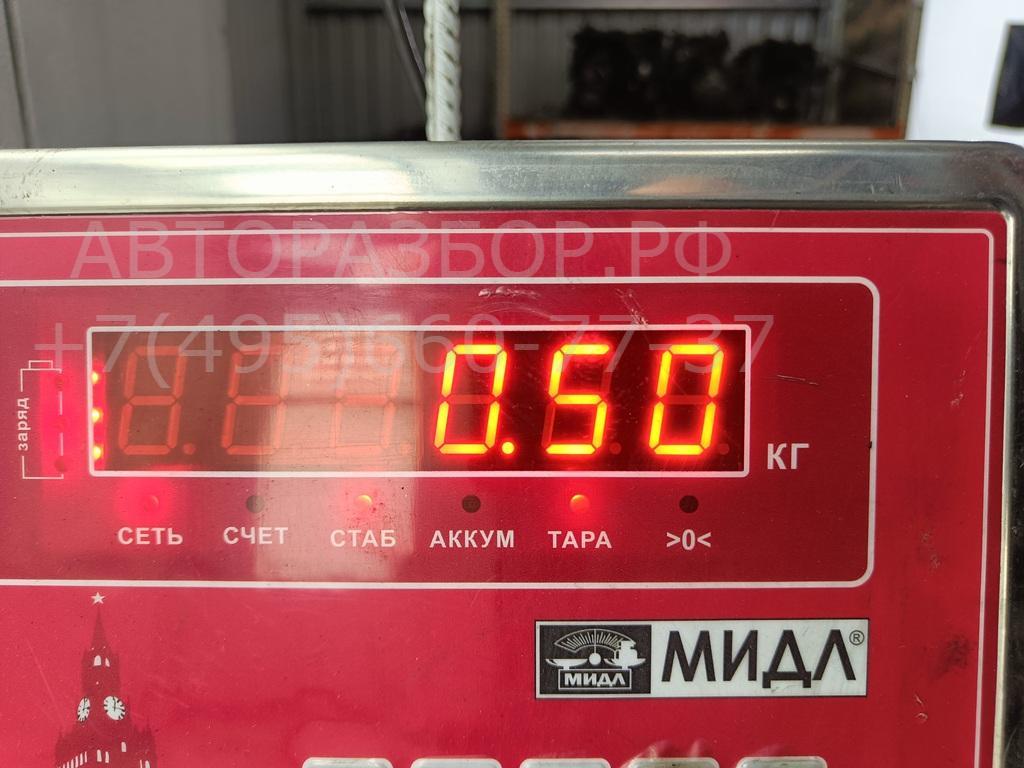 АВТОРАЗБОР.РФ
+7(495)660-77-37
заряд
0.50
КГ
СЕТЬ СЧЕТ СТАБ АККУМ ТАРА >0<
МИДЛ МИДЛ®